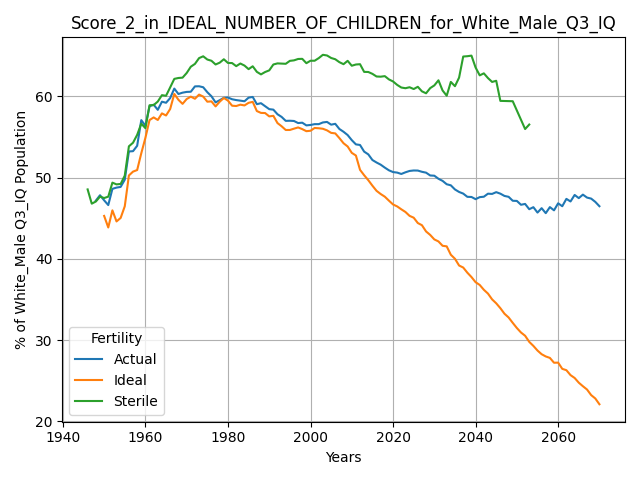 Score_2_in_IDEAL_NUMBER_OF_CHILDREN_for_White_Male_Q3_IQ
% of White_Male Q3_IQ Population
60
50
40
30
20
Fertility
Actual
Ideal
Sterile
1940 1960 1980 2000 2020 2040 2060
Years